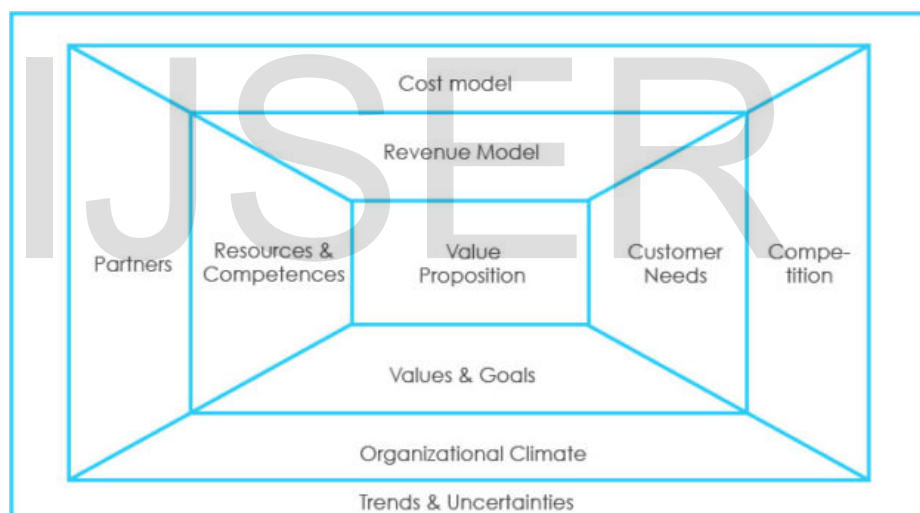 IJSER
Cost model
Revenue Model
Partners
Resources &
Competences
Value
Proposition
Customer
Needs
Compe-
tition
Values & Goals
Organizational Climate
Trends & Uncertainties